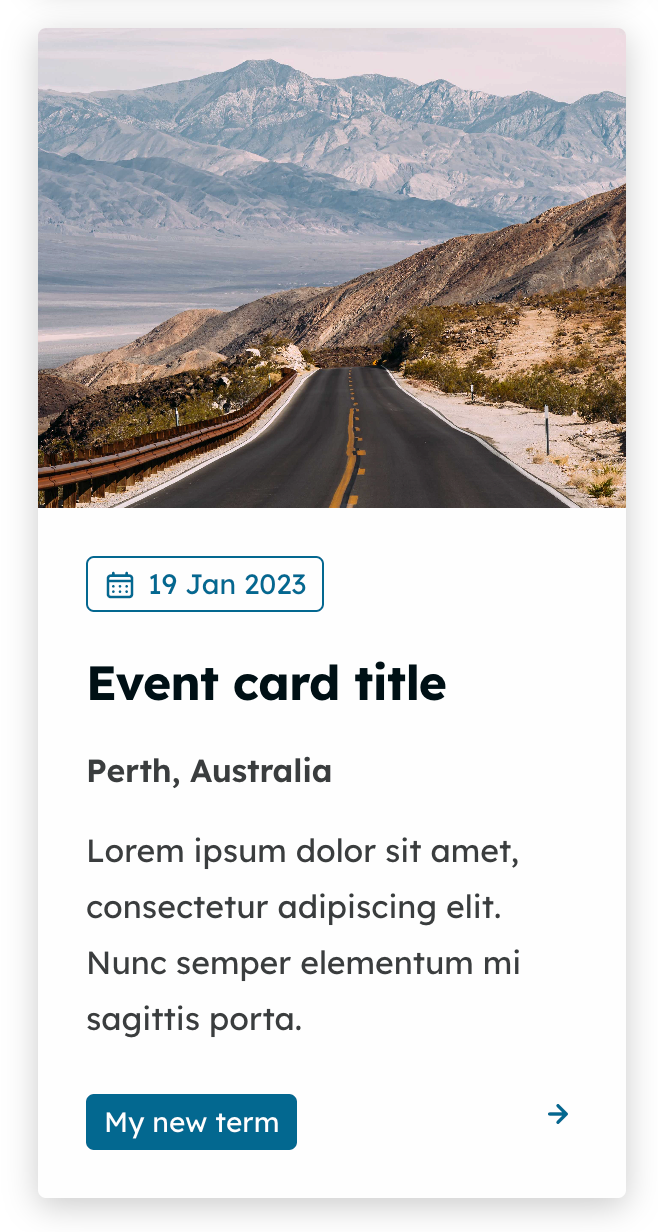 19 Jan 2023
Event card title
Perth, Australia
Lorem ipsum dolor sit amet,
consectetur adipiscing elit.
Nunc semper elementum mi
sagittis porta.
My new term